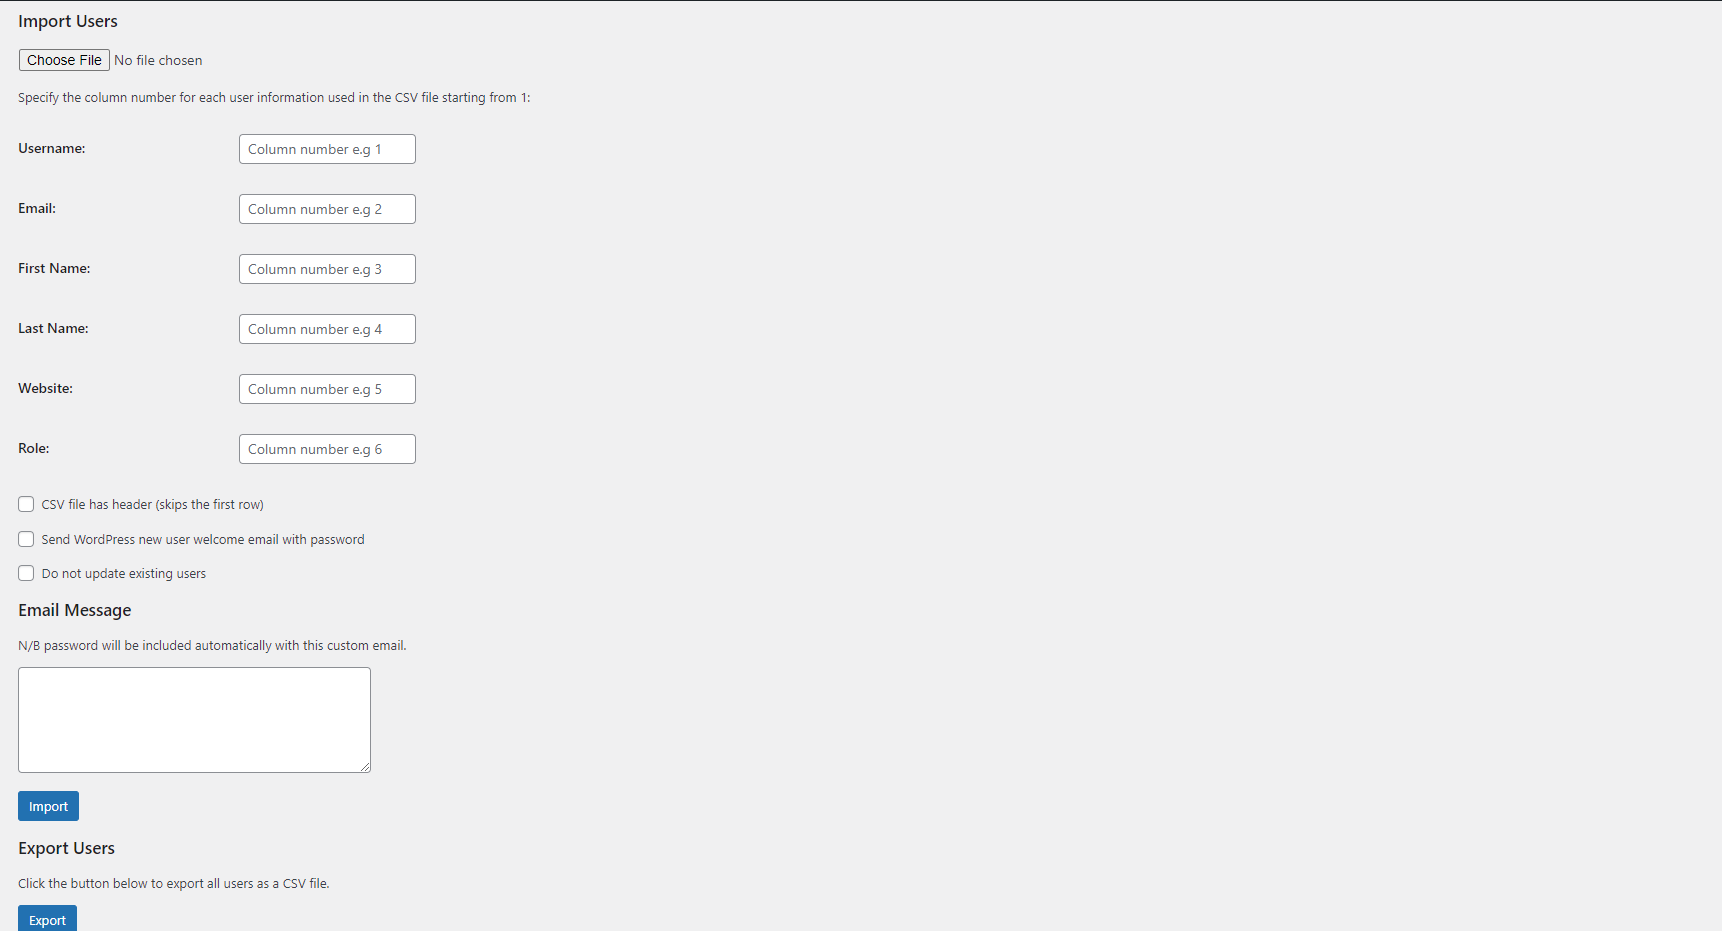 Import Users
Choose File No file chosen
Specify the column number for each user information used in the CSV file starting from 1:
Username: Column number e.g 1
Email: Column number e.g 2
First Name: Column number e.g 3
Last Name: Column number e.g 4
Website: Column number e.g 5
Role: Column number e.g 6
CSV file has header (skips the first row)
Send WordPress new user welcome email with password
Do not update existing users
Email Message
N/B password will be included automatically with this custom email.
Import
Export Users
Click the button below to export all users as a CSV file.
Export